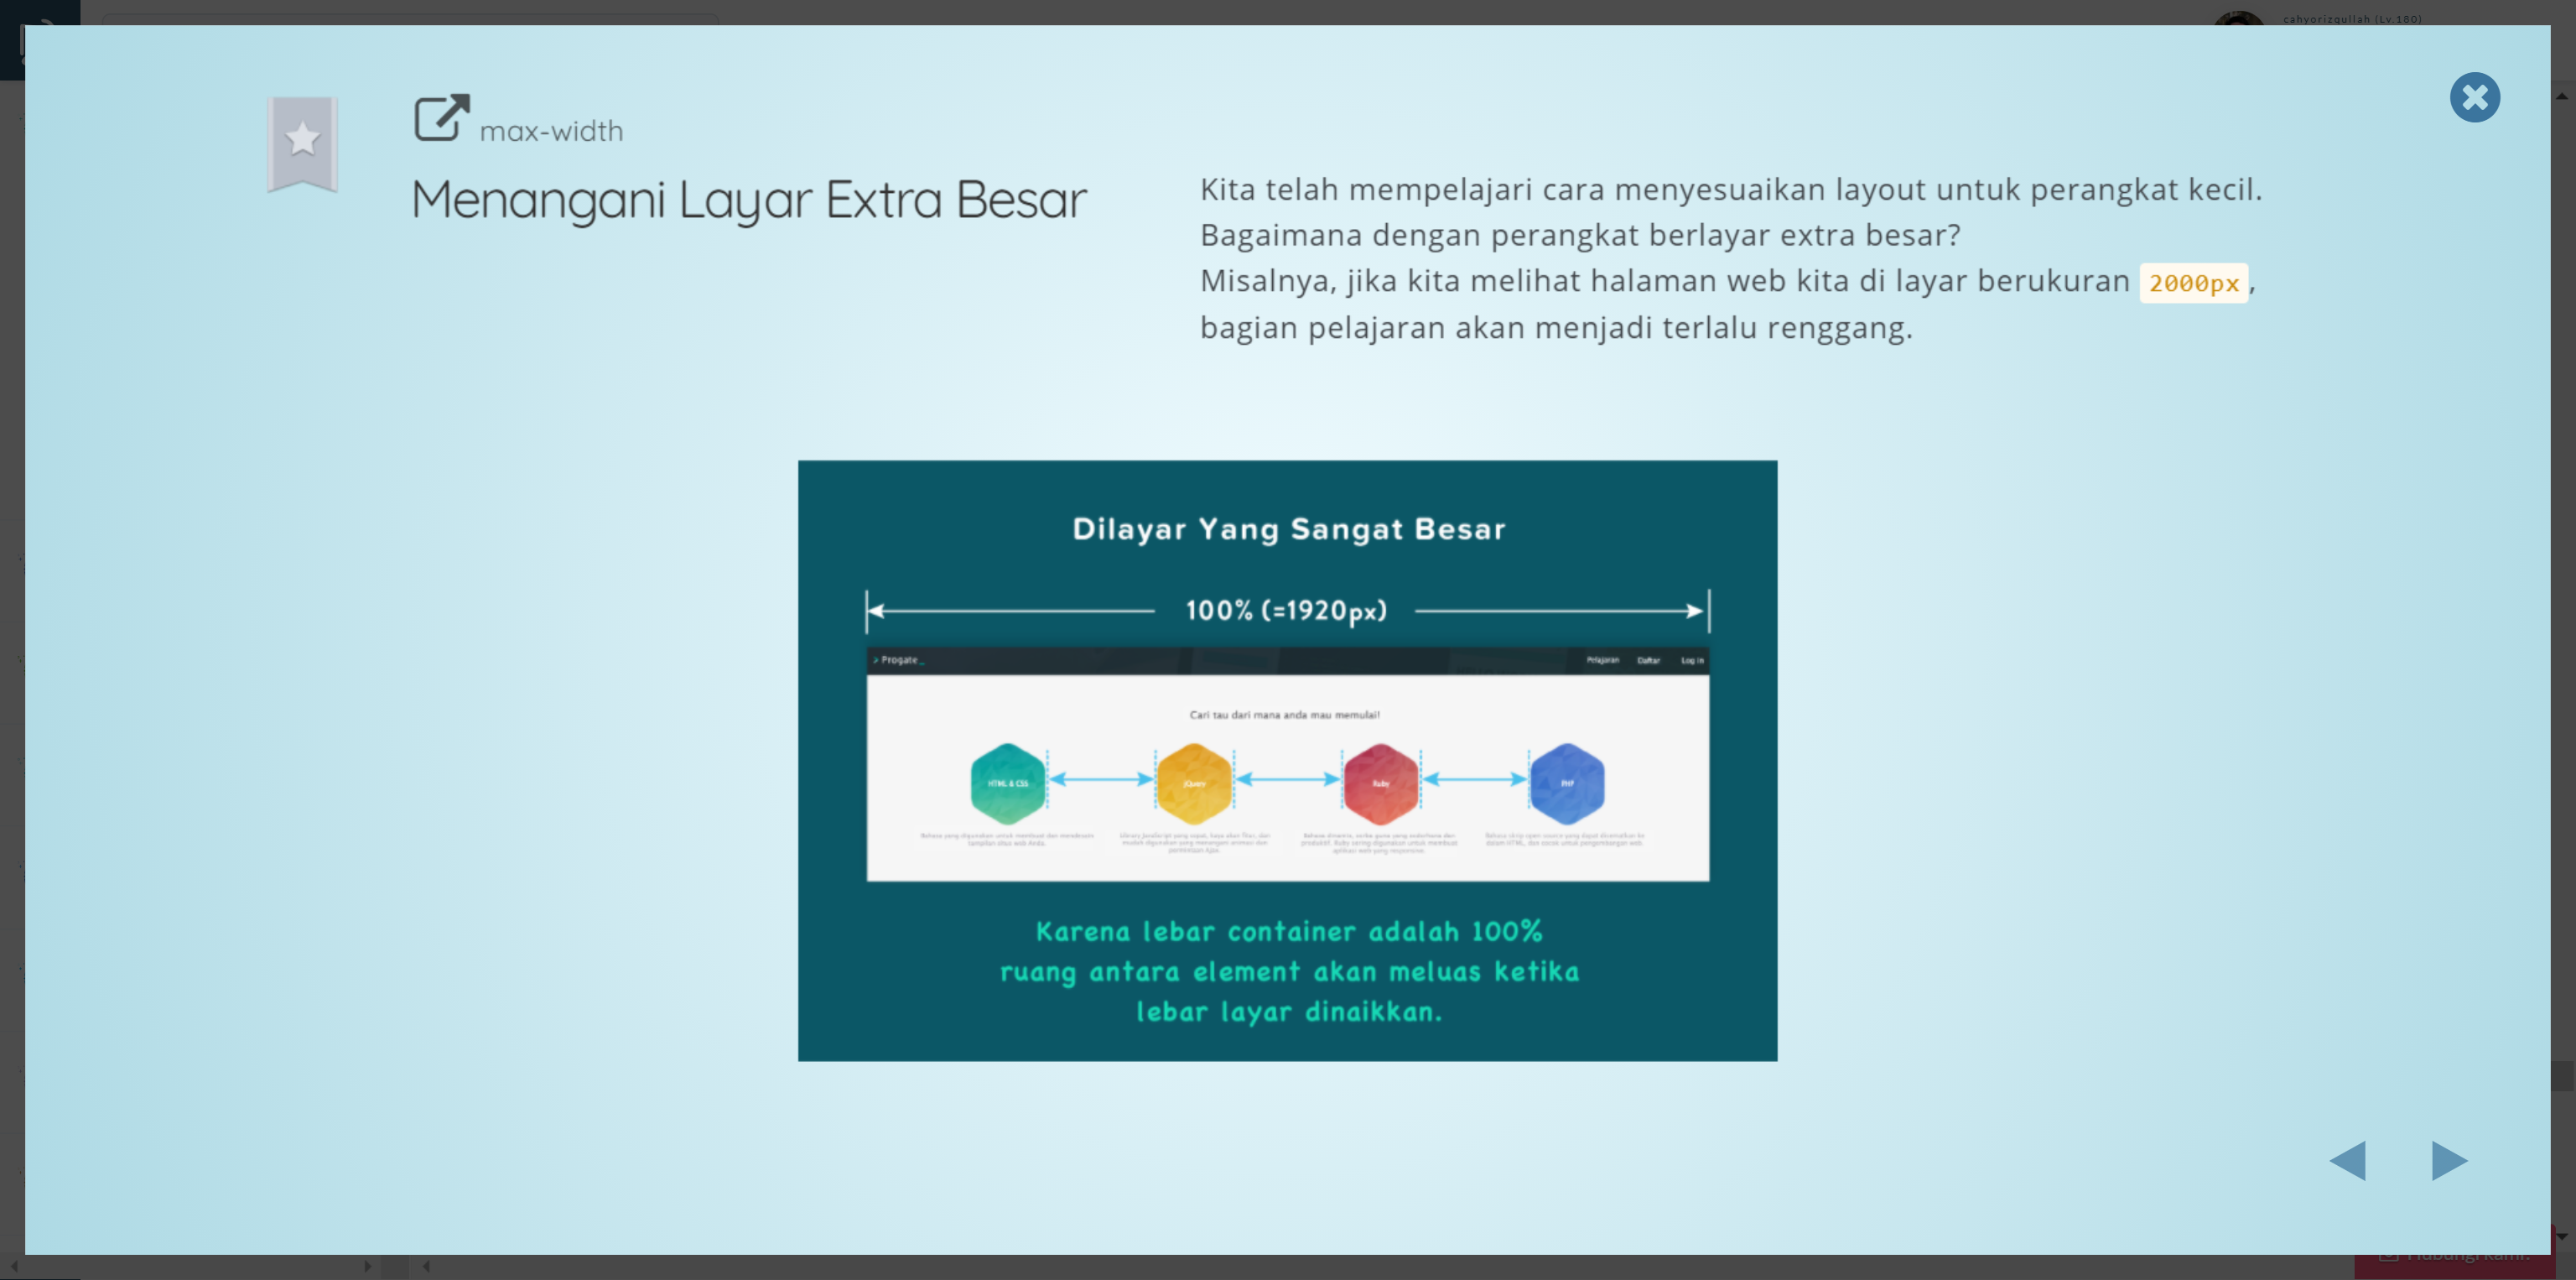 cahyorizqullah (Lv.180)
max-width
Menangani Layar Extra Besar
Kita telah mempelajari cara menyesuaikan layout untuk perangkat kecil.
Bagaimana dengan perangkat berlayar extra besar?
Misalnya, jika kita melihat halaman web kita di layar berukuran 2000px,
bagian pelajaran akan menjadi terlalu renggang.
Dilayar Yang Sangat Besar
100% (=1920px)
> Progate_ Pelajaran Daftar Log in
Cari tau dari mana anda mau memulai!
HTML & CSS jQuery Ruby PHP
Karena lebar container adalah 100%
ruang antara element akan meluas ketika
lebar layar dinaikkan.